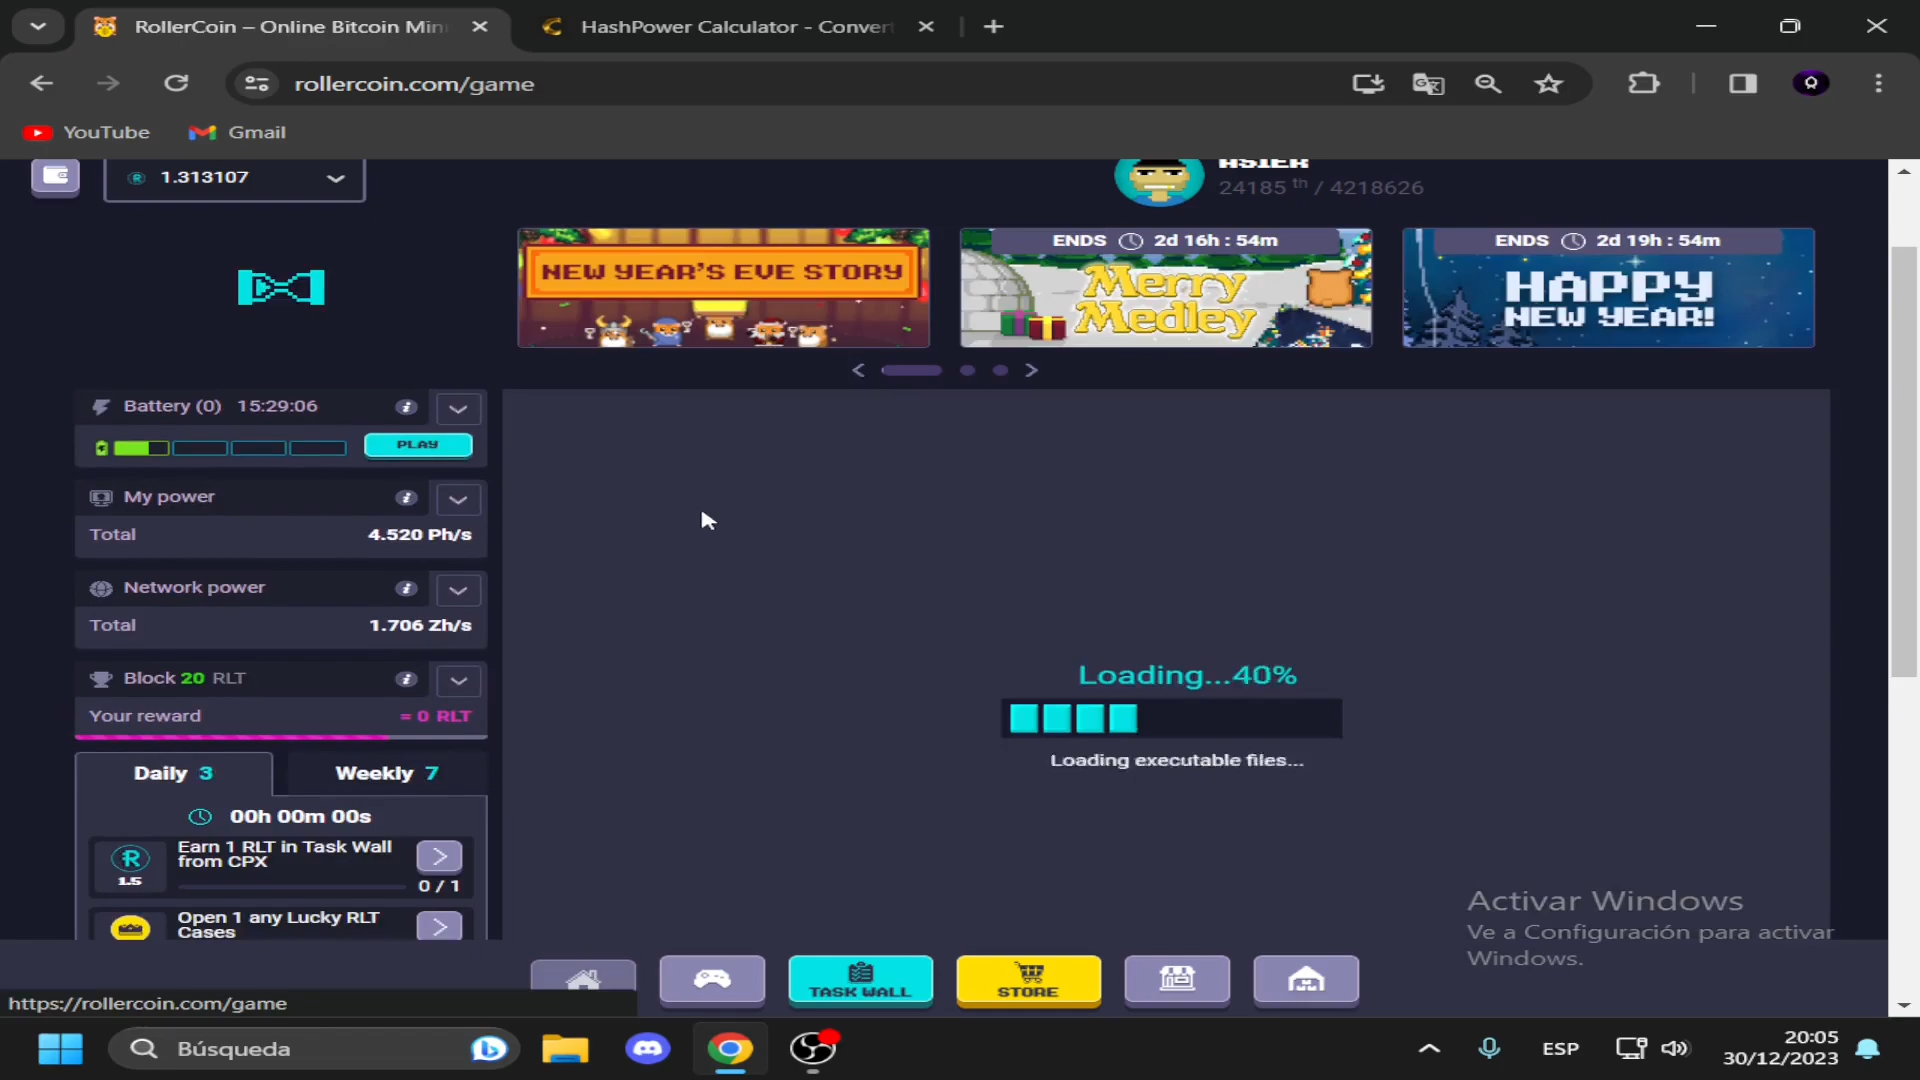 RollerCoin – Online Bitcoin Min
HashPower Calculator - Conver
rollercoin.com/game
YouTube
Gmail
1.313107
ASIER
24185 th / 4218626
NEW YEAR'S EVE STORY
ENDS 2d 16h : 54m
Merry
Medley
ENDS 2d 19h : 54m
HAPPY
NEW YEAR!
Battery (0) 15:29:06
PLAY
My power
Total 4.520 Ph/s
Network power
Total 1.706 Zh/s
Block 20 RLT
Your reward = 0 RLT
Daily 3
Weekly 7
00h 00m 00s
Earn 1 RLT in Task Wall
from CPX
1.5
0 / 1
Open 1 any Lucky RLT
Cases
Loading...40%
Loading executable files...
Activar Windows
Ve a Configuración para activar
Windows.
TASK WALL
STORE
https://rollercoin.com/game
Búsqueda
ESP
20:05
30/12/2023